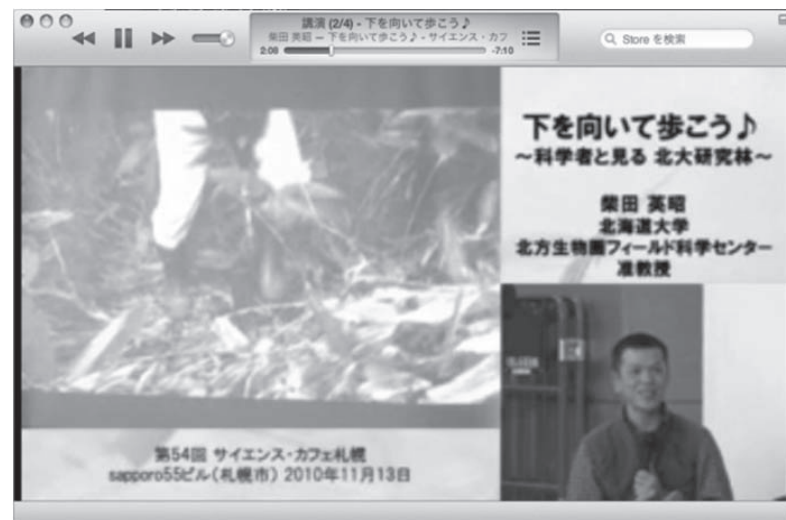 講演 (2/4) - 下を向いて歩こう♪
柴田 英昭 — 下を向いて歩こう♪ - サイエンス・カフ
2:08
-7:10
Store を検索
下を向いて歩こう♪
〜科学者と見る 北大研究林〜
柴田 英昭
北海道大学
北方生物圏フィールド科学センター
准教授
第54回 サイエンス・カフェ札幌
sapporo55ビル(札幌市) 2010年11月13日